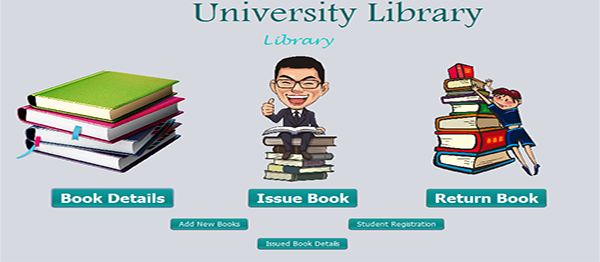 University Library
Library
Book Details
Issue Book
Return Book
Add New Books
Student Registration
Issued Book Details